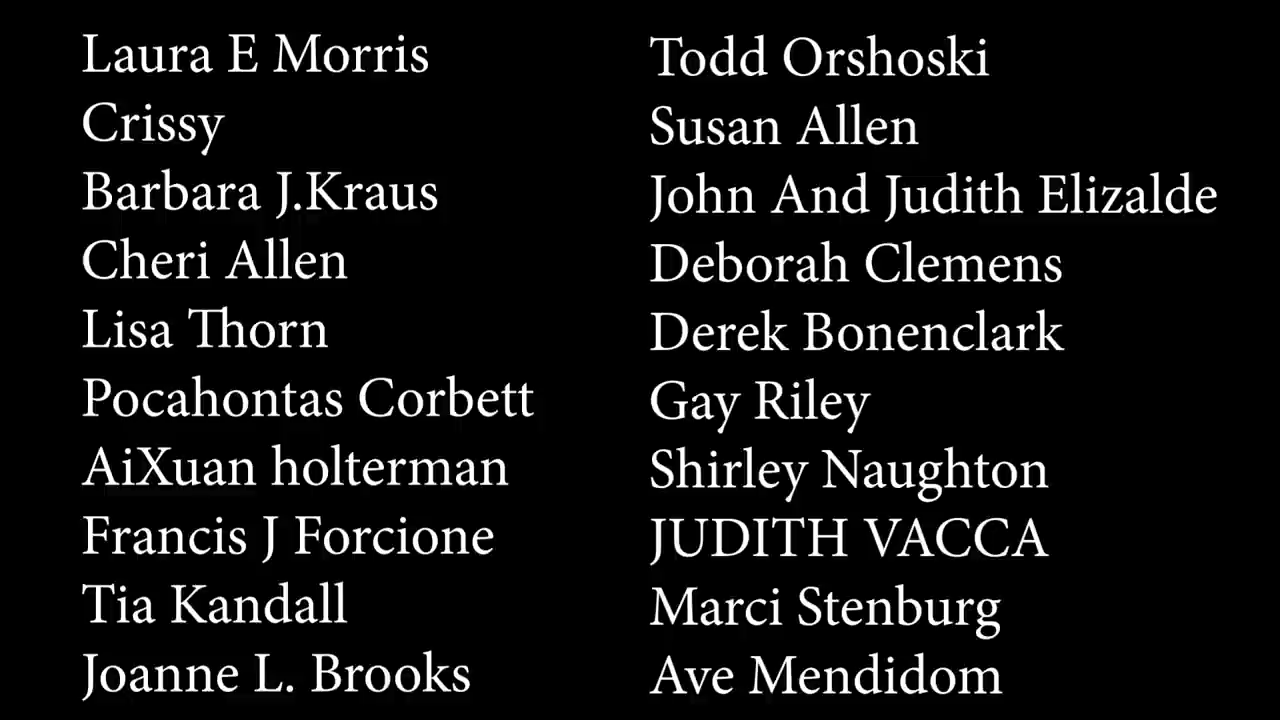 Laura E Morris
Crissy
Barbara J.Kraus
Cheri Allen
Lisa Thorn
Pocahontas Corbett
AiXuan holterman
Francis J Forcione
Tia Kandall
Joanne L. Brooks
Todd Orshoski
Susan Allen
John And Judith Elizalde
Deborah Clemens
Derek Bonenclark
Gay Riley
Shirley Naughton
JUDITH VACCA
Marci Stenburg
Ave Mendidom